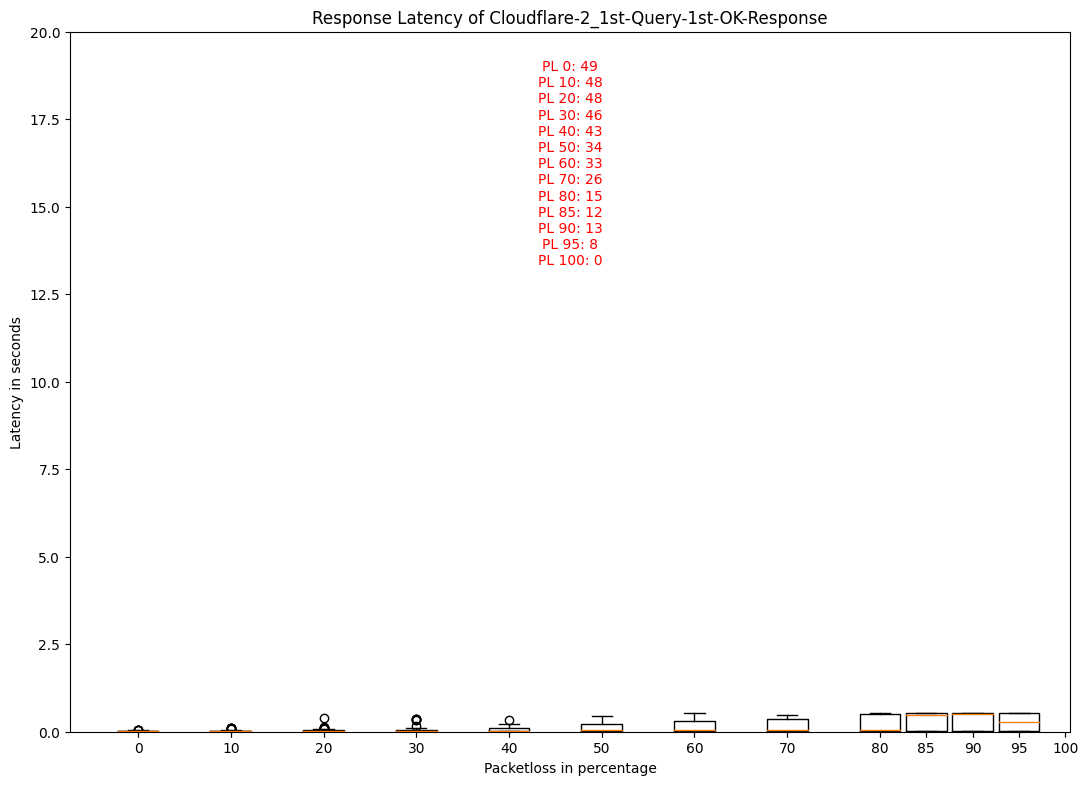 Response Latency of Cloudflare-2_1st-Query-1st-OK-Response
20.0
17.5
15.0
12.5
10.0
7.5
5.0
2.5
0.0
Latency in seconds
PL 0: 49
PL 10: 48
PL 20: 48
PL 30: 46
PL 40: 43
PL 50: 34
PL 60: 33
PL 70: 26
PL 80: 15
PL 85: 12
PL 90: 13
PL 95: 8
PL 100: 0
0 10 20 30 40 50 60 70 80 85 90 95 100
Packetloss in percentage